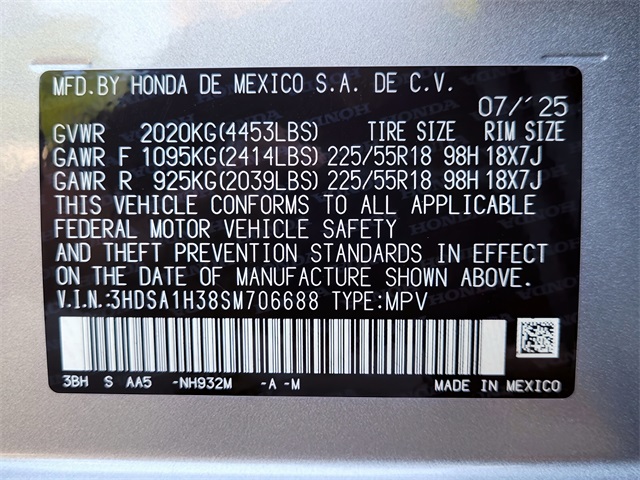 MFD.BY HONDA DE MEXICO S.A. DE C.V.
07/´25
GVWR 2020KG(4453LBS) TIRE SIZE RIM SIZE
GAWR F 1095KG(2414LBS) 225/55R18 98H 18X7J
GAWR R 925KG(2039LBS) 225/55R18 98H 18X7J
THIS VEHICLE CONFORMS TO ALL APPLICABLE
FEDERAL MOTOR VEHICLE SAFETY
AND THEFT PREVENTION STANDARDS IN EFFECT
ON THE DATE OF MANUFACTURE SHOWN ABOVE.
V.I.N.:3HDSA1H38SM706688 TYPE:MPV
3BH S AA5 -NH932M -A -M MADE IN MEXICO